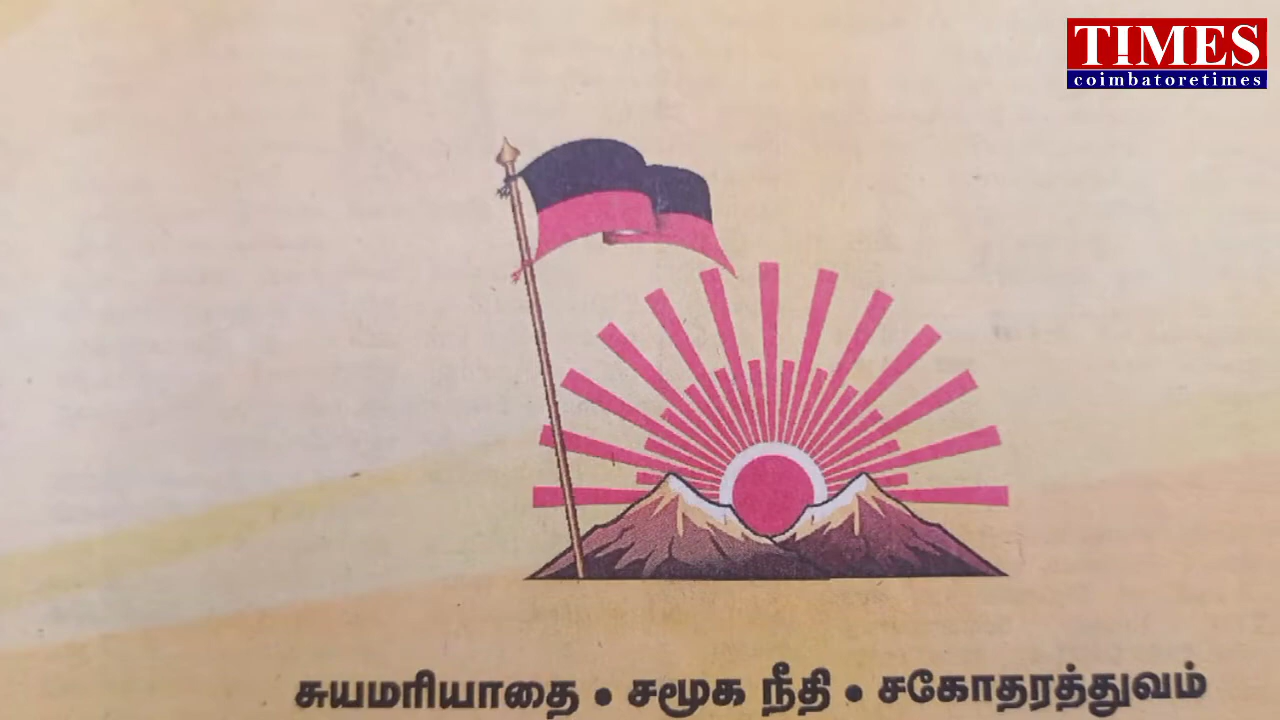 TIMES
coimbatoretimes
சுயமரியாதை • சமூக நீதி • சகோதரத்துவம்